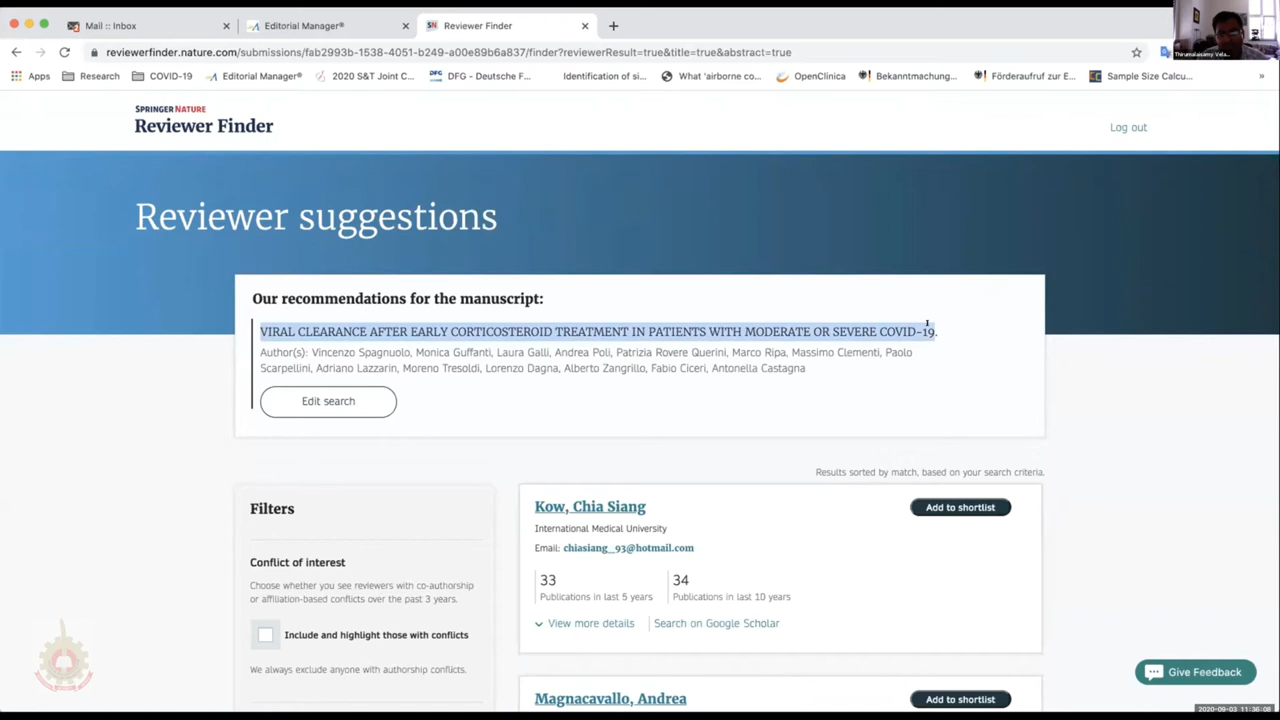 Mail :: Inbox
Editorial Manager®
Reviewer Finder
reviewerfinder.nature.com/submissions/fab2993b-1538-4051-b249-a00e89b6a837/finder?reviewerResult=true&title=true&abstract=true
Apps
Research
COVID-19
Editorial Manager®
2020 S&T Joint C...
DFG - Deutsche F...
Identification of si...
What 'airborne co...
OpenClinica
Bekanntmachung...
Förderaufruf zur E...
Sample Size Calcu...
»
SPRINGER NATURE
Reviewer Finder
Log out
Reviewer suggestions
Our recommendations for the manuscript:
VIRAL CLEARANCE AFTER EARLY CORTICOSTEROID TREATMENT IN PATIENTS WITH MODERATE OR SEVERE COVID-19.
Author(s): Vincenzo Spagnuolo, Monica Guffanti, Laura Galli, Andrea Poli, Patrizia Rovere Querini, Marco Ripa, Massimo Clementi, Paolo
Scarpellini, Adriano Lazzarin, Moreno Tresoldi, Lorenzo Dagna, Alberto Zangrillo, Fabio Ciceri, Antonella Castagna
Edit search
Results sorted by match, based on your search criteria.
Filters
Conflict of interest
Choose whether you see reviewers with co-authorship
or affiliation-based conflicts over the past 3 years.
Include and highlight those with conflicts
We always exclude anyone with authorship conflicts.
Kow, Chia Siang
Add to shortlist
International Medical University
Email: chiasiang_93@hotmail.com
33
Publications in last 5 years
34
Publications in last 10 years
View more details
Search on Google Scholar
Magnacavallo, Andrea
Add to shortlist
Give Feedback
2020-09-03 11:36:08